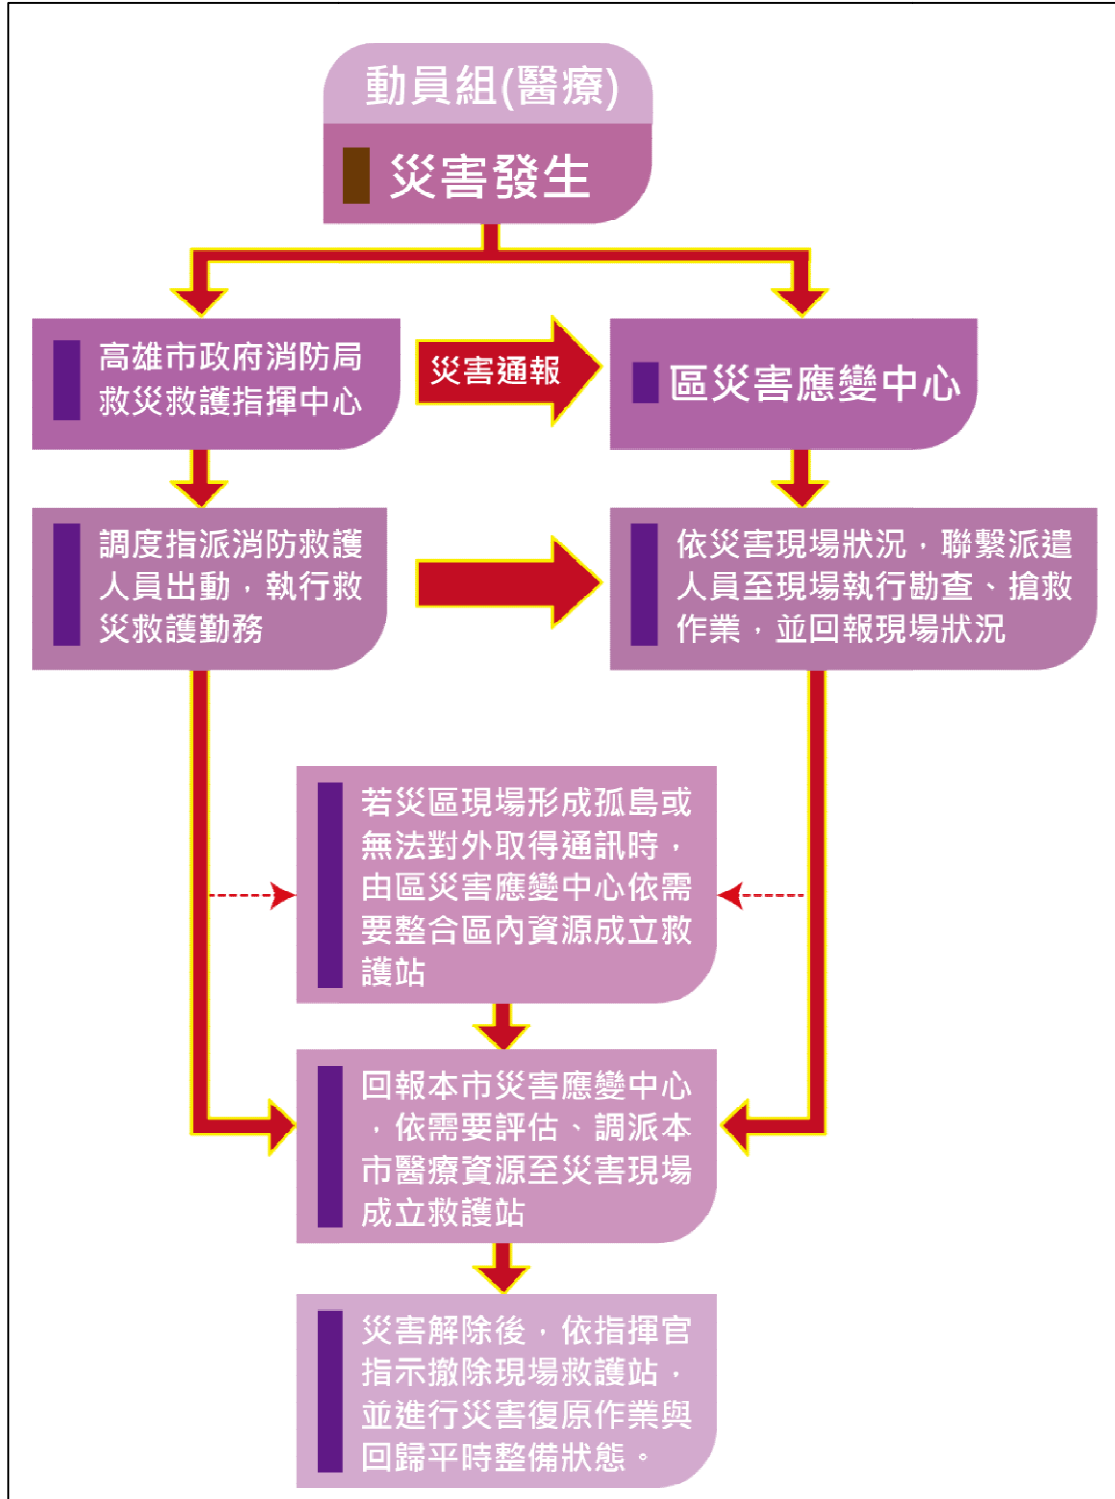 動員組(醫療)
災害發生
高雄市政府消防局
救災救護指揮中心
災害通報
區災害應變中心
調度指派消防救護
人員出動，執行救
災救護勤務
依災害現場狀況，聯繫派遣
人員至現場執行勘查、搶救
作業，並回報現場狀況
若災區現場形成孤島或
無法對外取得通訊時，
由區災害應變中心依需
要整合區內資源成立救
護站
回報本市災害應變中心
，依需要評估、調派本
市醫療資源至災害現場
成立救護站
災害解除後，依指揮官
指示撤除現場救護站，
並進行災害復原作業與
回歸平時整備狀態。